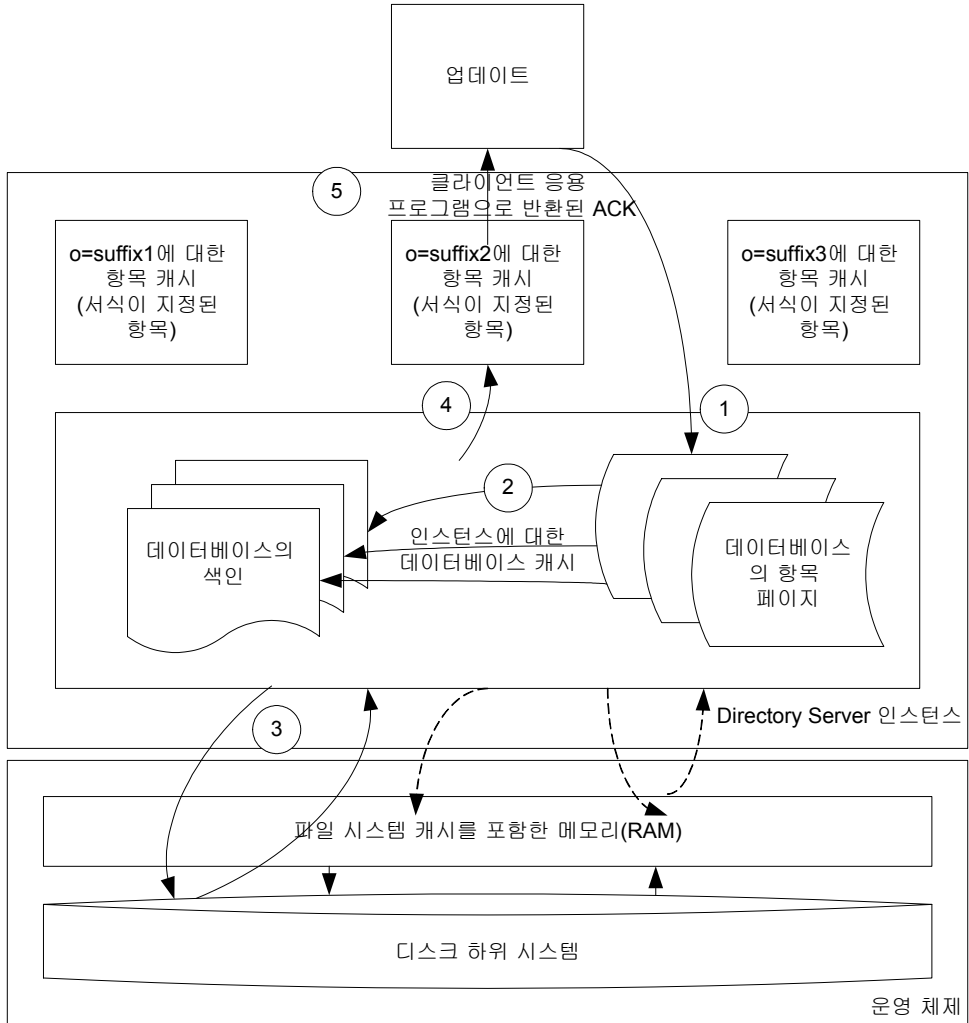 업데이트
5
클라이언트 응용
프로그램으로 반환된 ACK
o=suffix1에 대한
항목 캐시
(서식이 지정된
항목)
o=suffix2에 대한
항목 캐시
(서식이 지정된
항목)
o=suffix3에 대한
항목 캐시
(서식이 지정된
항목)
4
1
2
데이터베이스의
색인
인스턴스에 대한
데이터베이스 캐시
데이터베이스
의 항목
페이지
3
Directory Server 인스턴스
파일 시스템 캐시를 포함한 메모리(RAM)
디스크 하위 시스템
운영 체제